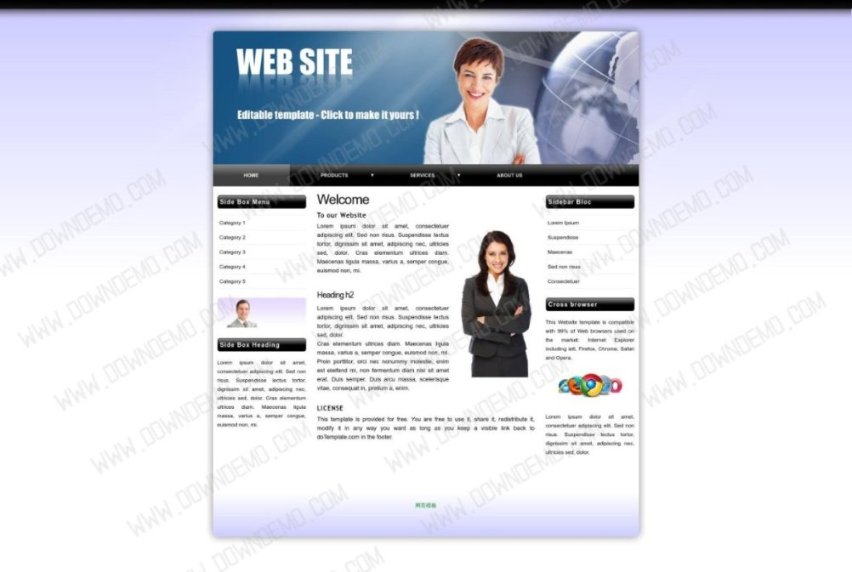 WEB SITE
Editable template - Click to make it yours !
HOME PRODUCTS SERVICES ABOUT US
Side Box Menu
Category 1
Category 2
Category 3
Category 4
Category 5
Side Box Heading
Lorem ipsum dolor sit amet,
consectetuer adipiscing elit. Sed non
risus. Suspendisse lectus tortor,
dignissim sit amet, adipiscing nec,
ultricies sed, dolor. Cras elementum
ultrices diam. Maecenas ligula
massa, varius a, semper congue,
euismod non, mi.
Welcome
To our Website
Lorem ipsum dolor sit amet, consectetuer
adipiscing elit. Sed non risus. Suspendisse lectus
tortor, dignissim sit amet, adipiscing nec, ultricies
sed, dolor. Cras elementum ultrices diam.
Maecenas ligula massa, varius a, semper congue,
euismod non, mi.
Heading h2
Lorem ipsum dolor sit amet, consectetuer
adipiscing elit. Sed non risus. Suspendisse lectus
tortor, dignissim sit amet, adipiscing nec, ultricies
sed, dolor.
Cras elementum ultrices diam. Maecenas ligula
massa, varius a, semper congue, euismod non, mi.
Proin porttitor, orci nec nonummy molestie, enim
est eleifend mi, non fermentum diam nisl sit amet
erat. Duis semper. Duis arcu massa, scelerisque
vitae, consequat in, pretium a, enim.
LICENSE
This template is provided for free. You are free to use it, share it, redistribute it,
modify it in any way you want as long as you keep a visible link back to
doTemplate.com in the footer.
Sidebar Bloc
Lorem Ipsum
Suspendisse
Maecenas
Sed non risus
Consectetuer
Cross browser
This Website template is compatible
with 99% of Web browsers used on
the market: Internet Explorer
including ie6, Firefox, Chrome, Safari
and Opera.
Lorem ipsum dolor sit amet,
consectetuer adipiscing elit. Sed non
risus. Suspendisse lectus tortor,
dignissim sit amet, adipiscing nec,
ultricies sed, dolor.
网页模板
WWW.DOWNDEMO.COM